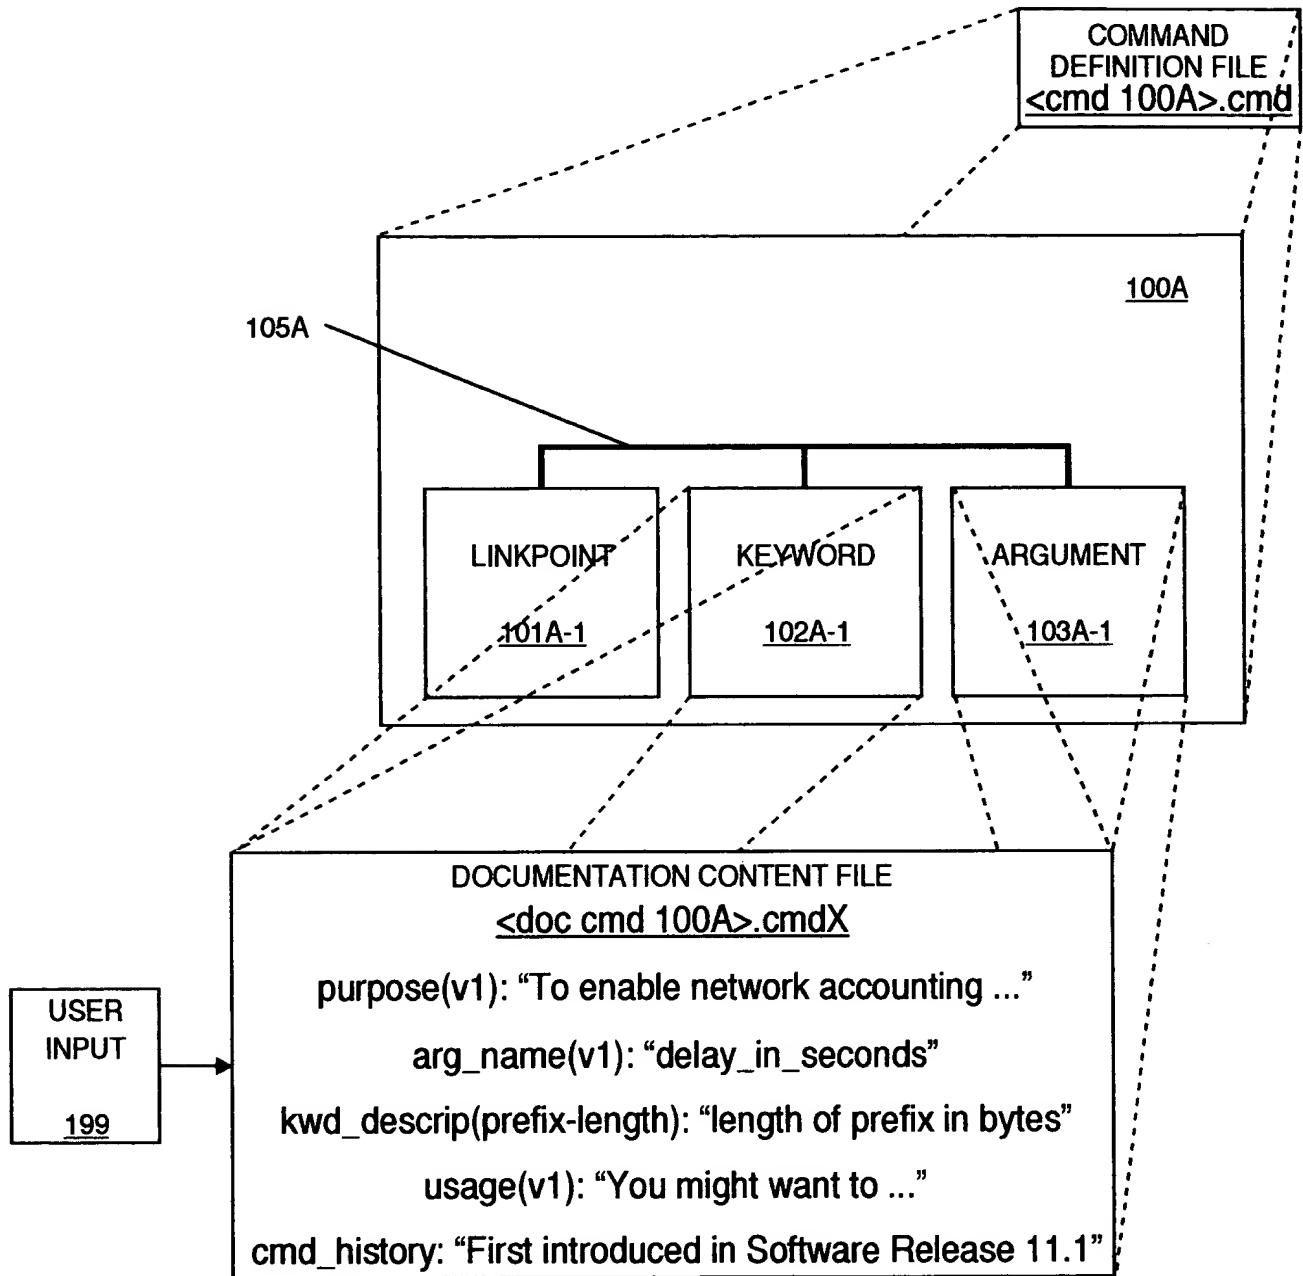 COMMAND
DEFINITION FILE
<cmd 100A>.cmd
100A
105A
LINKPOINT
101A-1
KEYWORD
102A-1
ARGUMENT
103A-1
DOCUMENTATION CONTENT FILE
<doc cmd 100A>.cmdX
purpose(v1): “To enable network accounting ...”
arg_name(v1): “delay_in_seconds”
kwd_descrip(prefix-length): “length of prefix in bytes”
usage(v1): “You might want to ...”
cmd_history: “First introduced in Software Release 11.1”
USER
INPUT
199